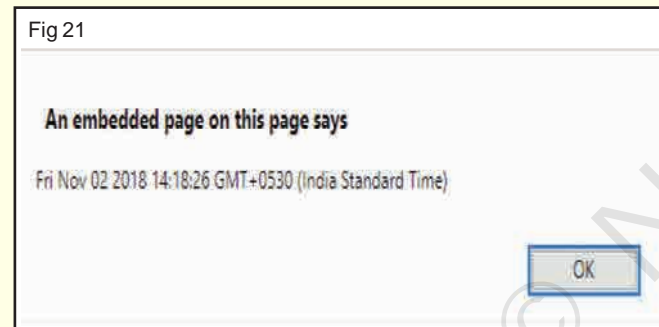 Fig 21
An embedded page on this page says
Fri Nov 02 2018 14:18:26 GMT+0530 (India Standard Time)
OK
©